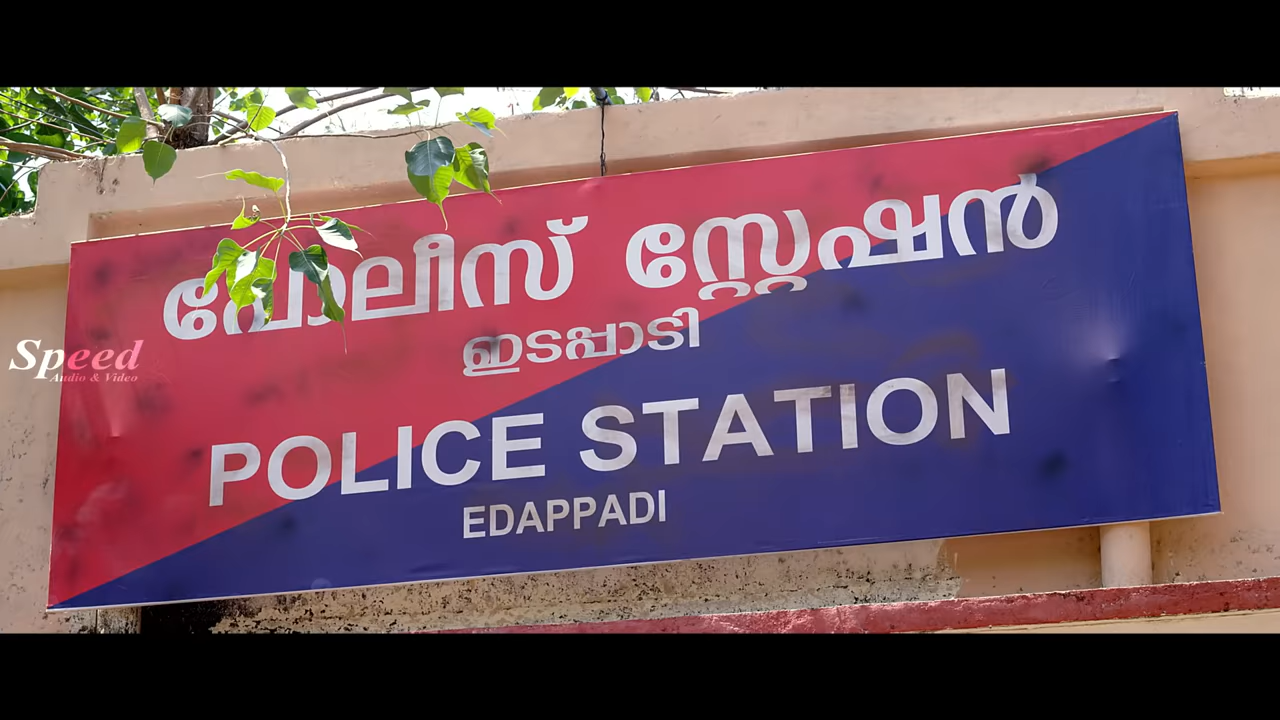 പോലീസ് സ്റ്റേഷൻ
ഇടപ്പാടി
POLICE STATION
EDAPPADI
Speed
Audio & Video